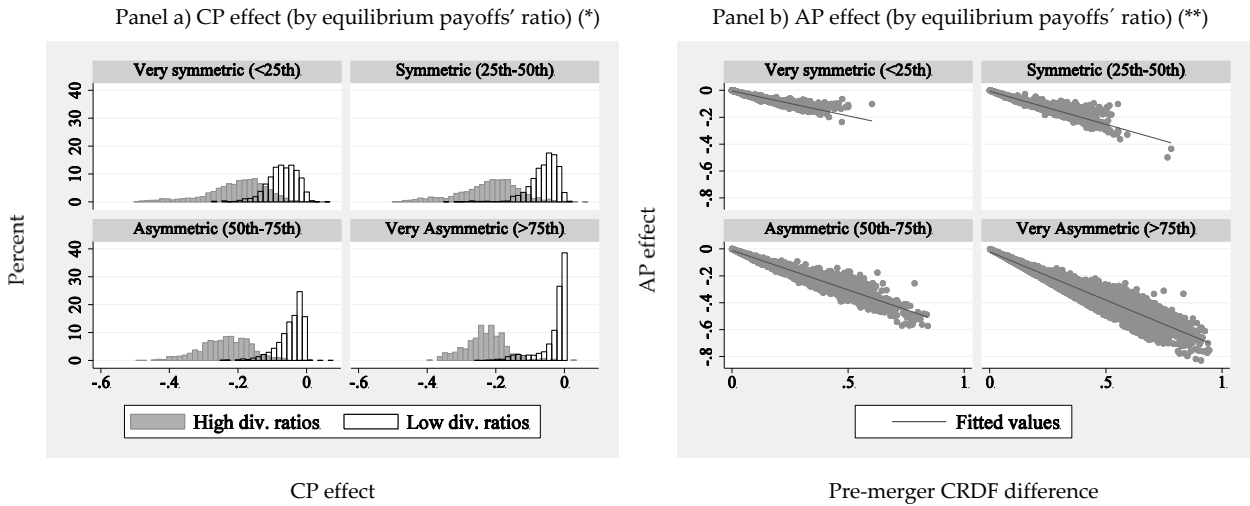 Panel a) CP effect (by equilibrium payoffs' ratio) (*)
Very symmetric (<25th)
Symmetric (25th-50th)
40
30
20
10
0
Asymmetric (50th-75th)
Very Asymmetric (>75th)
40
30
20
10
0
-.6
-.4
-.2
0
-.6
-.4
-.2
0
Percent
High div. ratios
Low div. ratios
CP effect
Panel b) AP effect (by equilibrium payoffs´ ratio) (**)
Very symmetric (<25th)
Symmetric (25th-50th)
0
-.2
-.4
-.6
-.8
Asymmetric (50th-75th)
Very Asymmetric (>75th)
0
-.2
-.4
-.6
-.8
0
.5
1
0
.5
1
AP effect
Fitted values
Pre-merger CRDF difference